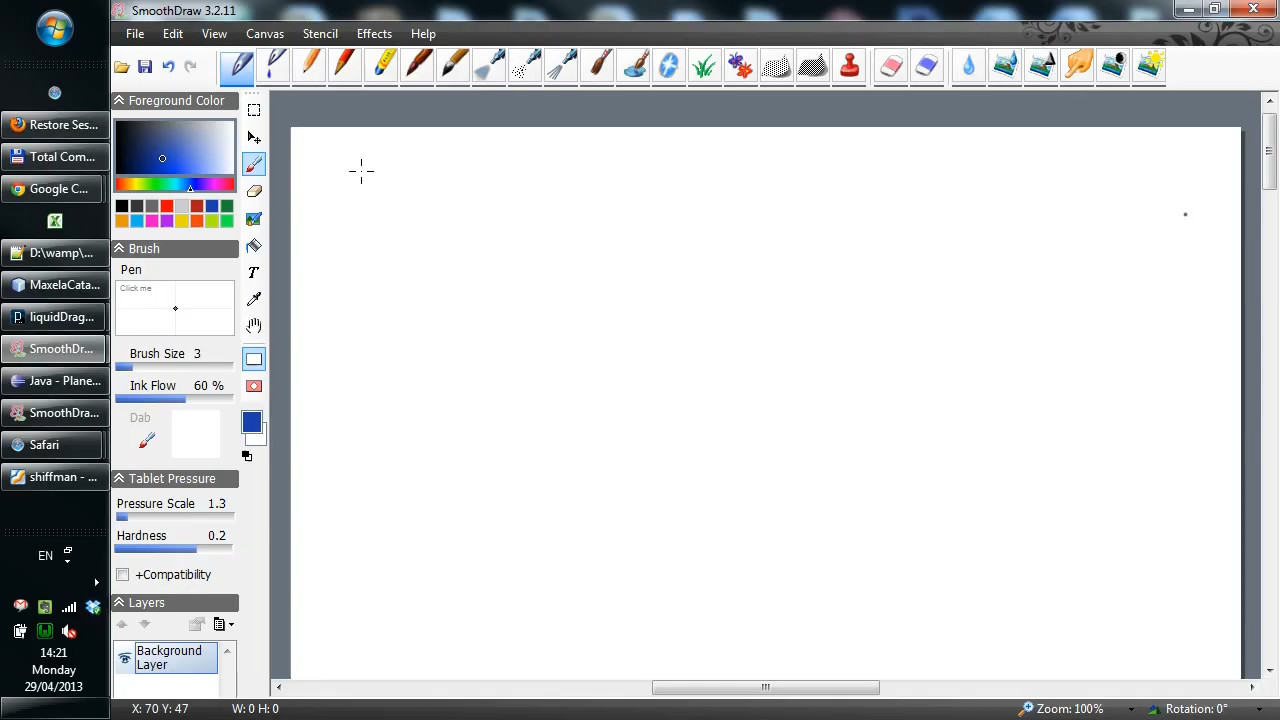 SmoothDraw 3.2.11
File Edit View Canvas Stencil Effects Help
Foreground Color
Brush
Pen
Click me
Brush Size 3
Ink Flow 60 %
Dab
Tablet Pressure
Pressure Scale 1.3
Hardness 0.2
+Compatibility
Layers
Background
Layer
X: 70 Y: 47 W: 0 H: 0 Zoom: 100% Rotation: 0°
Restore Ses...
Total Com...
Google C...
D:\wamp\...
MaxelaCata...
liquidDrag...
SmoothDr...
Java - Plane...
SmoothDra...
Safari
shiffman - ...
EN
14:21
Monday
29/04/2013
T